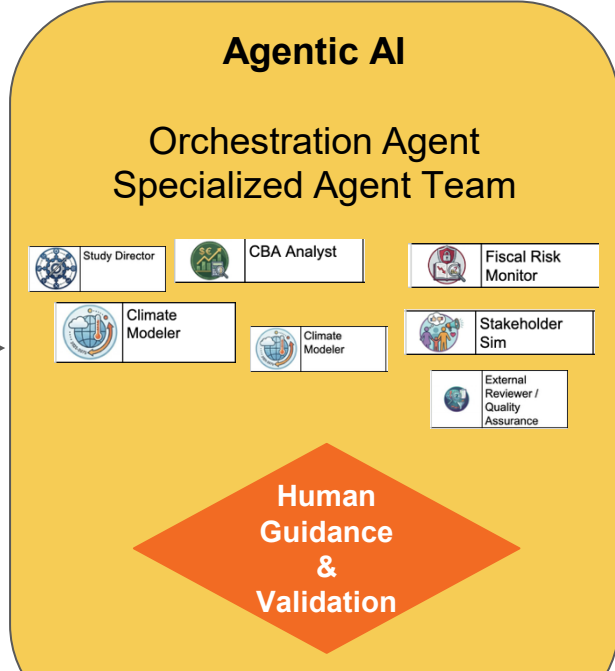 Agentic AI
Orchestration Agent
Specialized Agent Team
Study Director
CBA Analyst
Fiscal Risk
Monitor
Climate
Modeler
Climate
Modeler
Stakeholder
Sim
External
Reviewer /
Quality
Assurance
Human
Guidance
&
Validation